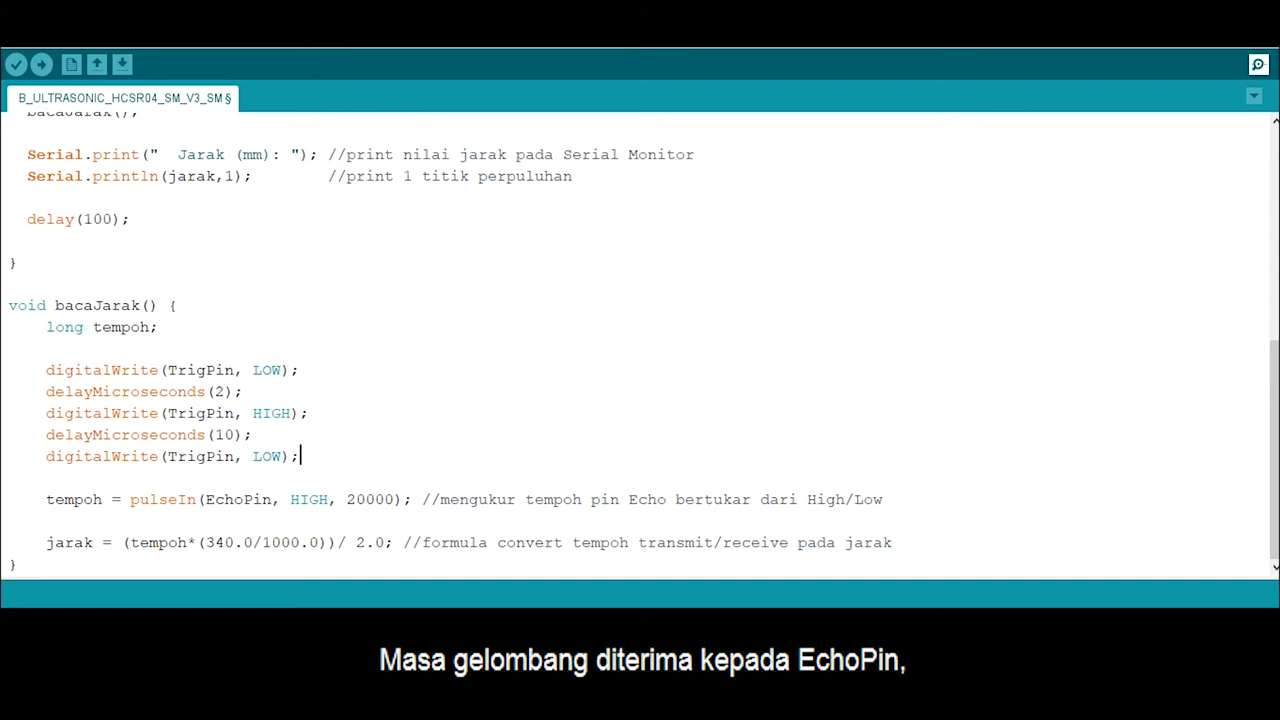 B_ULTRASONIC_HCSR04_SM_V3_SM §
bacaJarak();
Serial.print("  Jarak (mm): "); //print nilai jarak pada Serial Monitor
Serial.println(jarak,1);        //print 1 titik perpuluhan
delay(100);
}
void bacaJarak() {
long tempoh;
digitalWrite(TrigPin, LOW);
delayMicroseconds(2);
digitalWrite(TrigPin, HIGH);
delayMicroseconds(10);
digitalWrite(TrigPin, LOW);
tempoh = pulseIn(EchoPin, HIGH, 20000); //mengukur tempoh pin Echo bertukar dari High/Low
jarak = (tempoh*(340.0/1000.0))/ 2.0; //formula convert tempoh transmit/receive pada jarak
}
Masa gelombang diterima kepada EchoPin,